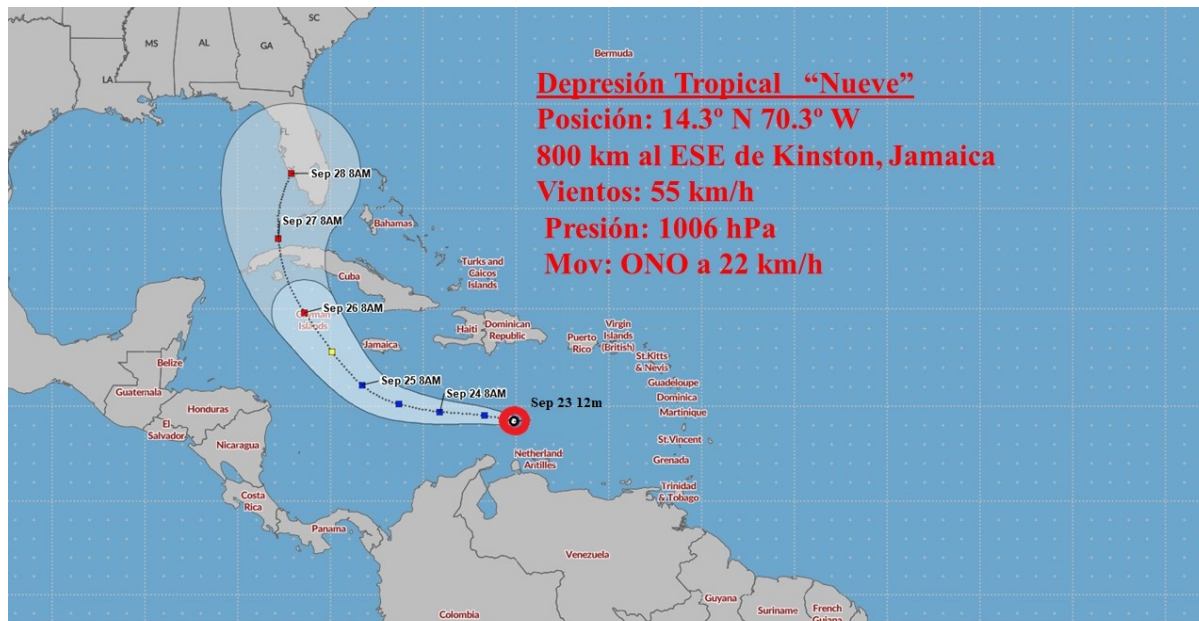 SC
MS
AL
GA
LA
Bermuda
Depresión Tropical “Nueve”
Posición: 14.3º N 70.3º W
800 km al ESE de Kinston, Jamaica
Vientos: 55 km/h
Presión: 1006 hPa
Mov: ONO a 22 km/h
FL
Sep 28 8AM
Sep 27 8AM
Bahamas
Turks and
Caicos
Islands
Cuba
Sep 26 8AM
Cayman
Islands
Jamaica
Haiti
Dominican
Republic
Puerto
Rico
Virgin
Islands
(British)
St.Kitts
& Nevis
Belize
Sep 25 8AM
Guadeloupe
Guatemala
Sep 24 8AM
Dominica
Sep 23 12m
Honduras
Martinique
El
Salvador
Nicaragua
St.Vincent
Netherland
Antilles
Grenada
Trinidad
& Tobago
Costa
Rica
Panama
Venezuela
Guyana
Suriname
French
Guiana
Colombia